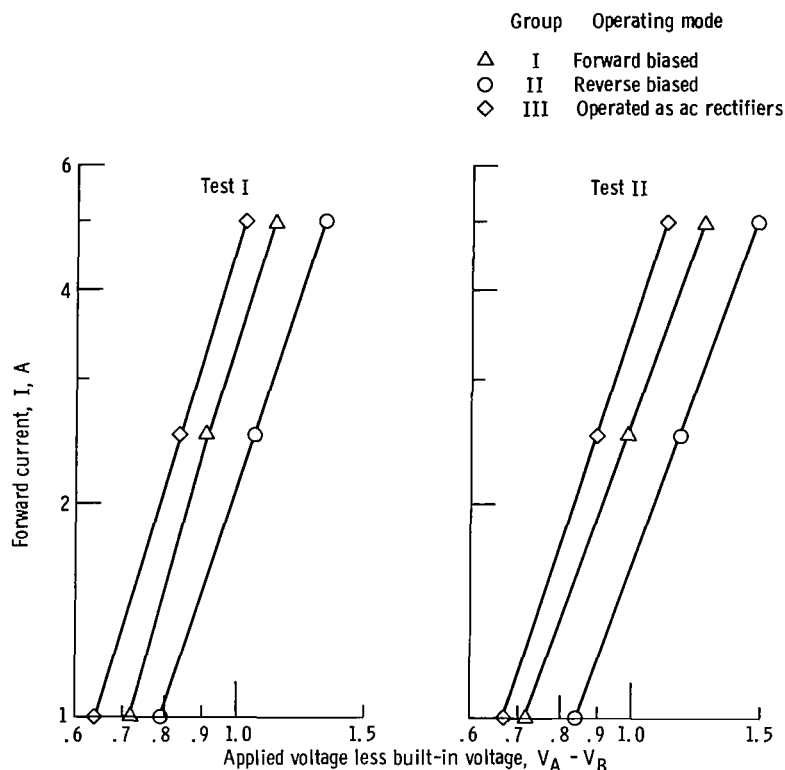 Group Operating mode
I Forward biased
II Reverse biased
III Operated as ac rectifiers
Test I
Test II
6
4
2
1
Forward current, I, A
.6 .7 .8 .9 1.0 1.5
.6 .7 .8 .9 1.0 1.5
Applied voltage less built-in voltage, V_A - V_B